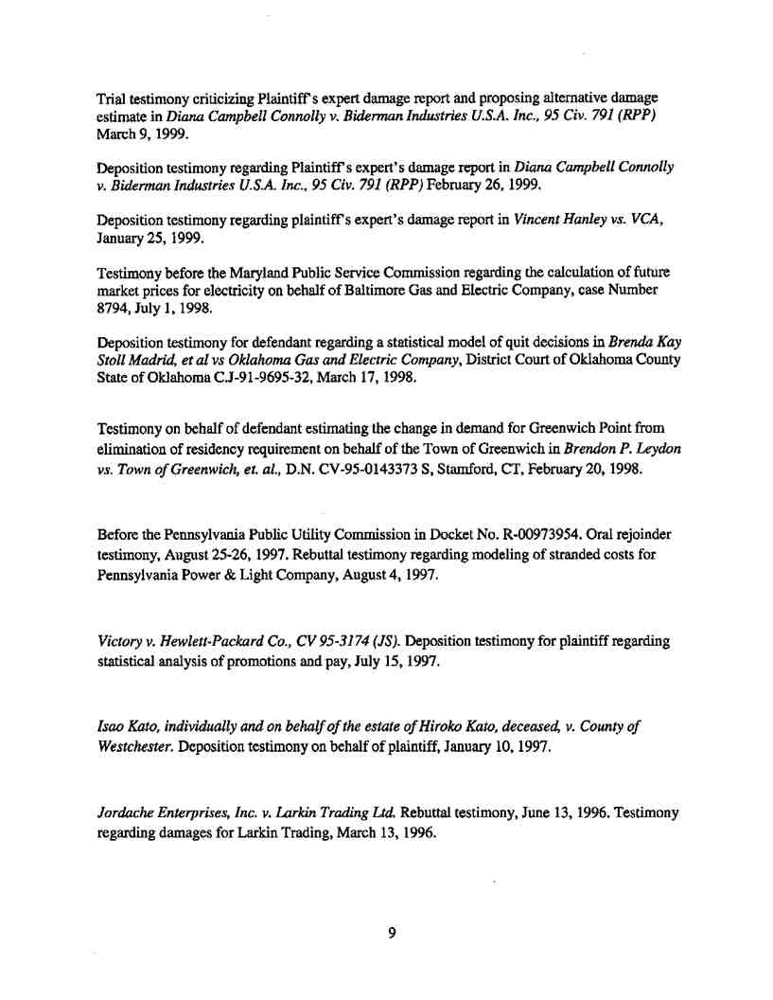 Trial testimony criticizing Plaintiff's expert damage report and proposing alternative damage
estimate in Diana Campbell Connolly v. Biderman Industries U.S.A. Inc., 95 Civ. 791 (RPP)
March 9, 1999.
Deposition testimony regarding Plaintiff's expert's damage report in Diana Campbell Connolly
v. Biderman Industries U.S.A. Inc., 95 Civ. 791 (RPP) February 26, 1999.
Deposition testimony regarding plaintiff's expert's damage report in Vincent Hanley vs. VCA,
January 25, 1999.
Testimony before the Maryland Public Service Commission regarding the calculation of future
market prices for electricity on behalf of Baltimore Gas and Electric Company, case Number
8794, July 1, 1998.
Deposition testimony for defendant regarding a statistical model of quit decisions in Brenda Kay
Stoll Madrid, et al vs Oklahoma Gas and Electric Company, District Court of Oklahoma County
State of Oklahoma C.J-91-9695-32, March 17, 1998.
Testimony on behalf of defendant estimating the change in demand for Greenwich Point from
elimination of residency requirement on behalf of the Town of Greenwich in Brendon P. Leydon
vs. Town of Greenwich, et. al., D.N. CV-95-0143373 S, Stamford, CT, February 20, 1998.
Before the Pennsylvania Public Utility Commission in Docket No. R-00973954. Oral rejoinder
testimony, August 25-26, 1997. Rebuttal testimony regarding modeling of stranded costs for
Pennsylvania Power & Light Company, August 4, 1997.
Victory v. Hewlett-Packard Co., CV 95-3174 (JS). Deposition testimony for plaintiff regarding
statistical analysis of promotions and pay, July 15, 1997.
Isao Kato, individually and on behalf of the estate of Hiroko Kato, deceased, v. County of
Westchester. Deposition testimony on behalf of plaintiff, January 10, 1997.
Jordache Enterprises, Inc. v. Larkin Trading Ltd. Rebuttal testimony, June 13, 1996. Testimony
regarding damages for Larkin Trading, March 13, 1996.
9